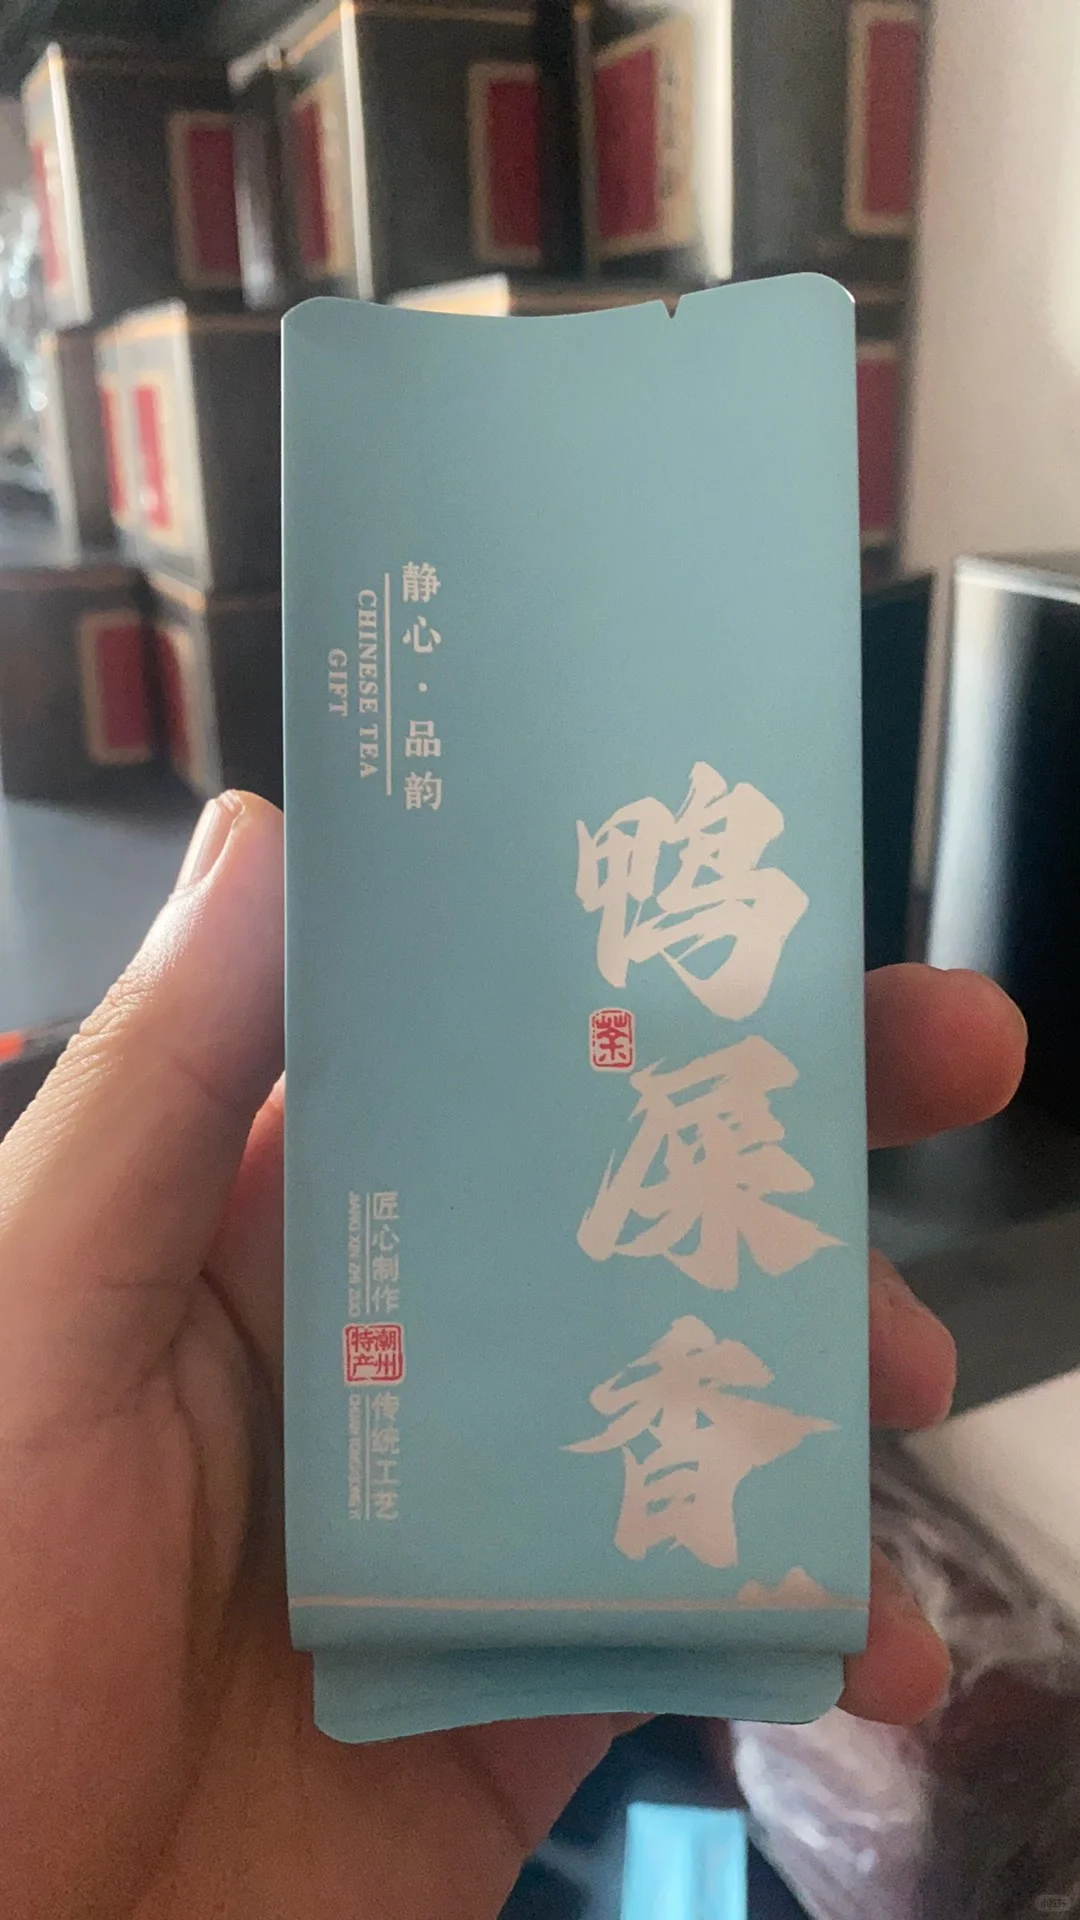 静心·品韵
CHINESE TEA
GIFT
鸭屎香
茶
匠心制作
JIANG XIN ZHI ZUO
潮州
特产
传统工艺